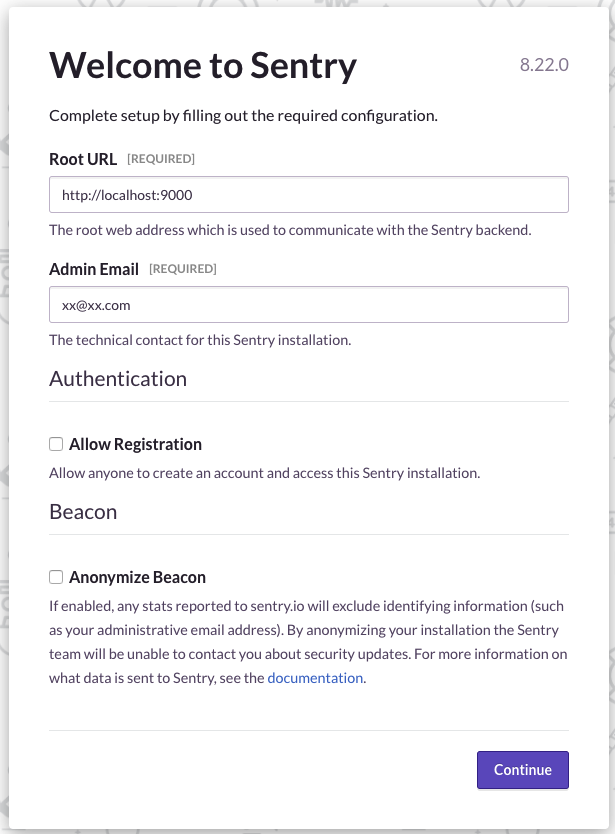 Welcome to Sentry 8.22.0
Complete setup by filling out the required configuration.
Root URL [REQUIRED]
http://localhost:9000
The root web address which is used to communicate with the Sentry backend.
Admin Email [REQUIRED]
xx@xx.com
The technical contact for this Sentry installation.
Authentication
Allow Registration
Allow anyone to create an account and access this Sentry installation.
Beacon
Anonymize Beacon
If enabled, any stats reported to sentry.io will exclude identifying information (such
as your administrative email address). By anonymizing your installation the Sentry
team will be unable to contact you about security updates. For more information on
what data is sent to Sentry, see the documentation.
Continue